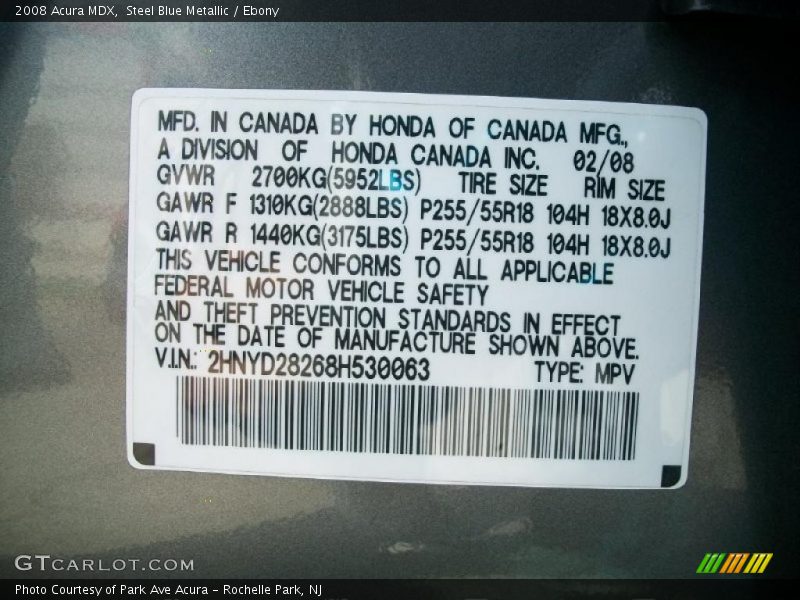 2008 Acura MDX,  Steel Blue Metallic / Ebony
MFD. IN CANADA BY HONDA OF CANADA MFG.,
A DIVISION OF HONDA CANADA INC. 02/08
GVWR 2700KG(5952LBS) TIRE SIZE RIM SIZE
GAWR F 1310KG(2888LBS) P255/55R18 104H 18X8.0J
GAWR R 1440KG(3175LBS) P255/55R18 104H 18X8.0J
THIS VEHICLE CONFORMS TO ALL APPLICABLE
FEDERAL MOTOR VEHICLE SAFETY
AND THEFT PREVENTION STANDARDS IN EFFECT
ON THE DATE OF MANUFACTURE SHOWN ABOVE.
V.I.N.: 2HNYD28268H530063 TYPE: MPV
GTCARLOT.COM
Photo Courtesy of Park Ave Acura - Rochelle Park, NJ